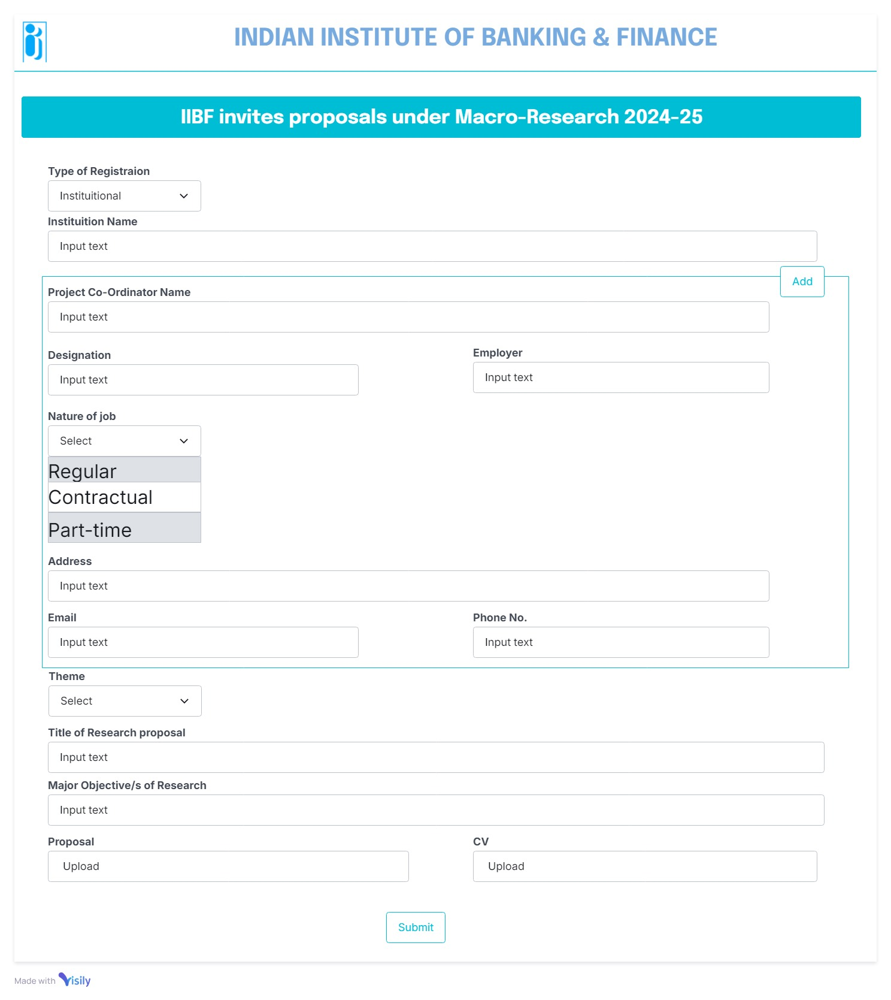 INDIAN INSTITUTE OF BANKING & FINANCE
IIBF invites proposals under Macro-Research 2024-25
Type of Registraion
Instituitional
Instituition Name
Input text
Add
Project Co-Ordinator Name
Input text
Designation
Employer
Input text
Input text
Nature of job
Select
Regular
Contractual
Part-time
Address
Input text
Email
Phone No.
Input text
Input text
Theme
Select
Title of Research proposal
Input text
Major Objective/s of Research
Input text
Proposal
CV
Upload
Upload
Submit
Made with Visily